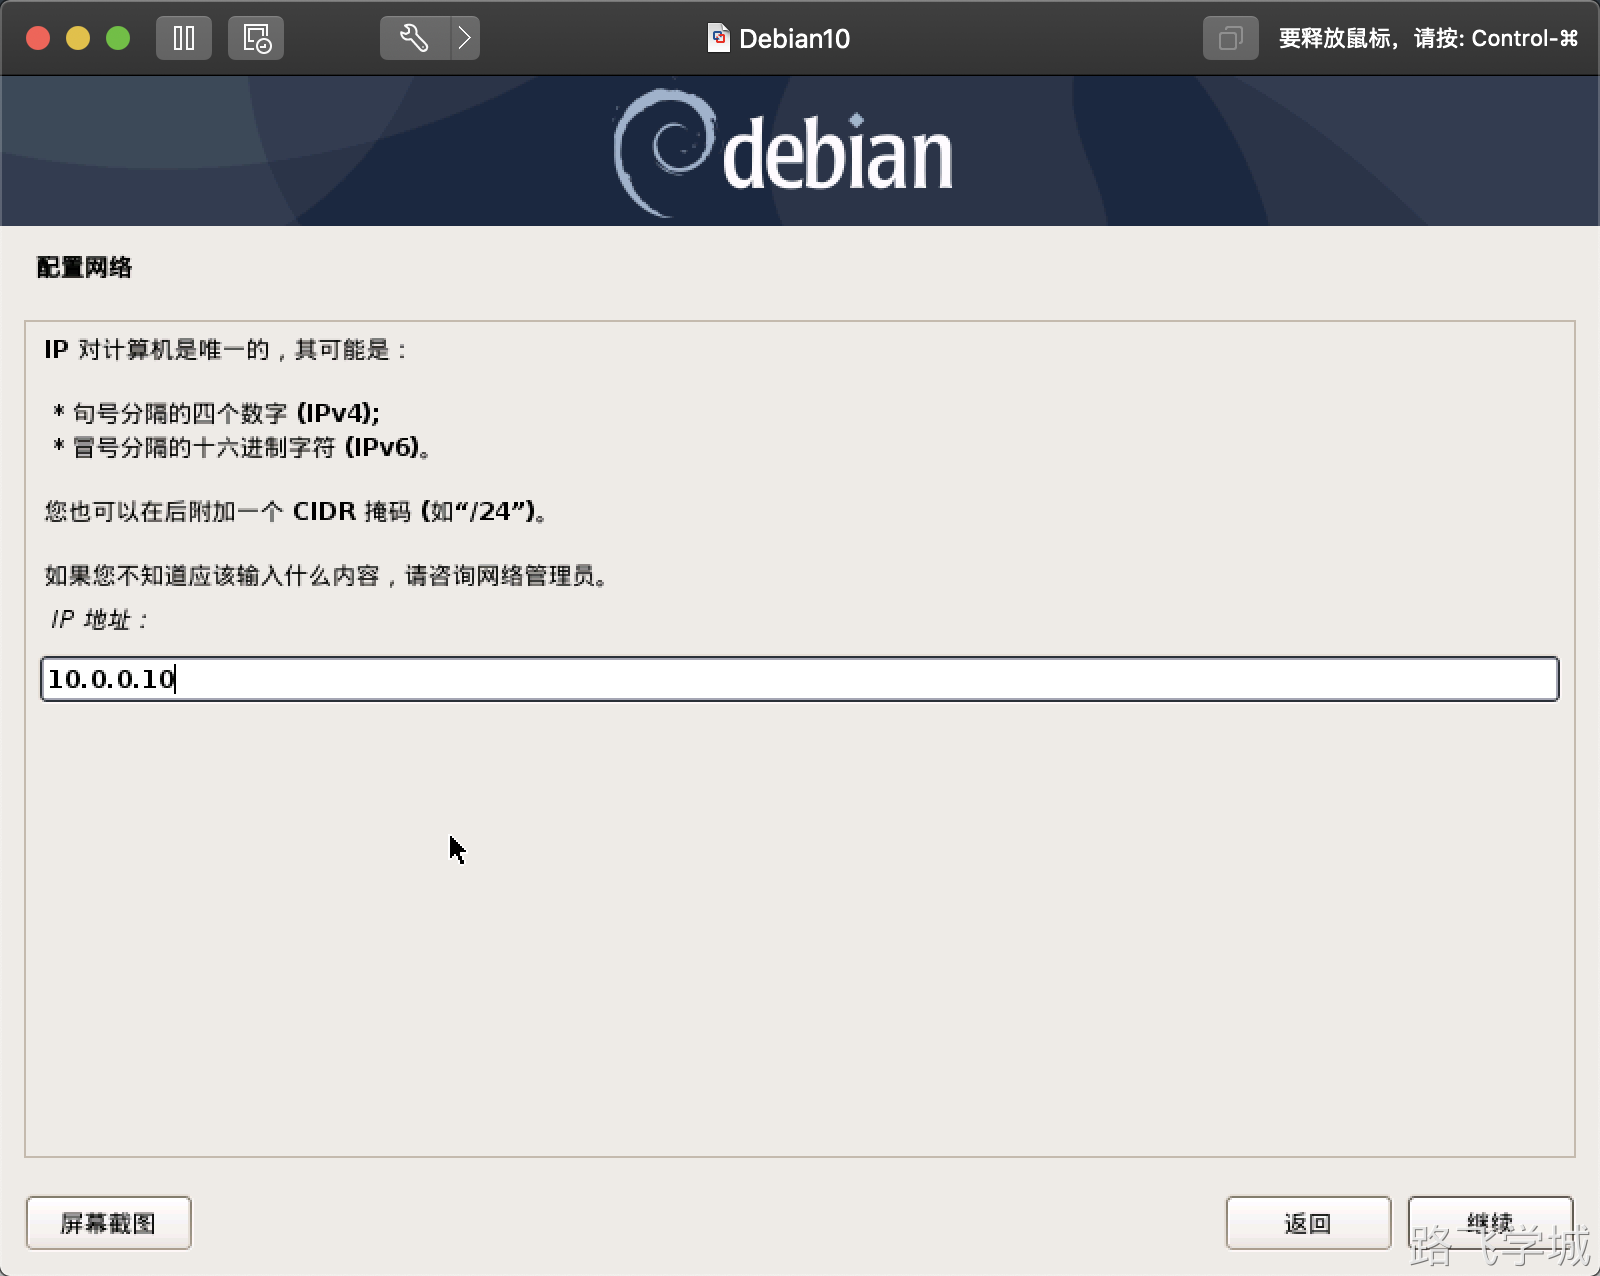 Debian10
要释放鼠标，请按: Control-⌘
debian
配置网络
IP 对计算机是唯一的，其可能是：
* 句号分隔的四个数字 (IPv4);
* 冒号分隔的十六进制字符 (IPv6)。
您也可以在后附加一个 CIDR 掩码 (如“/24”)。
如果您不知道应该输入什么内容，请咨询网络管理员。
IP 地址：
10.0.0.10
屏幕截图
返回
继续
路飞学城